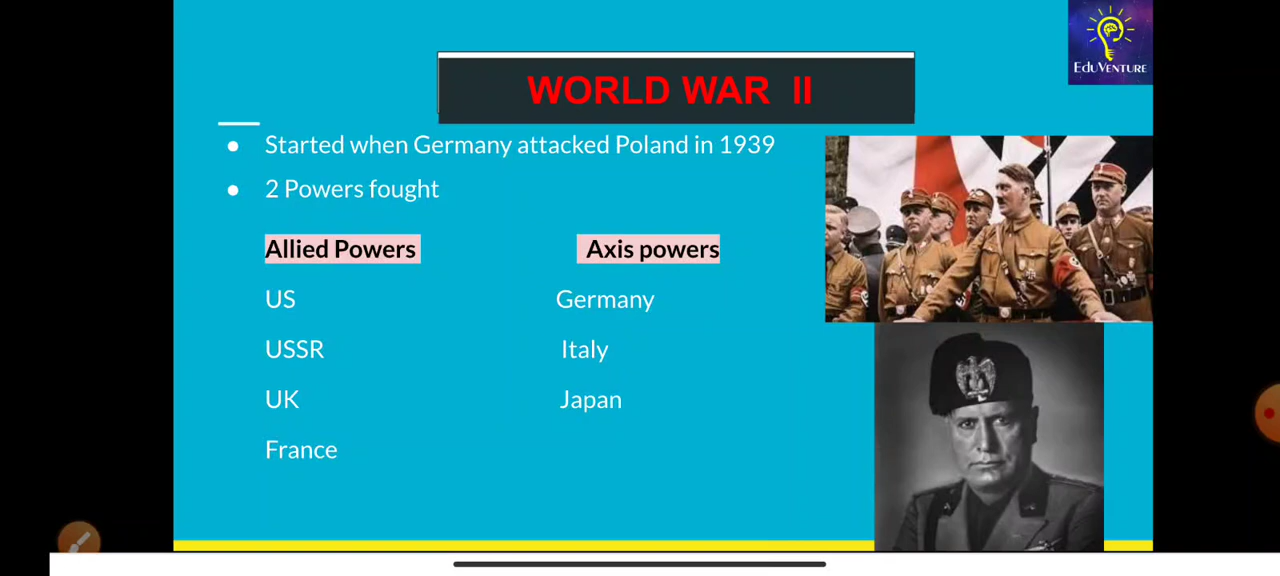 EDUVENTURE
WORLD WAR II
● Started when Germany attacked Poland in 1939
● 2 Powers fought
Allied Powers Axis powers
US Germany
USSR Italy
UK Japan
France